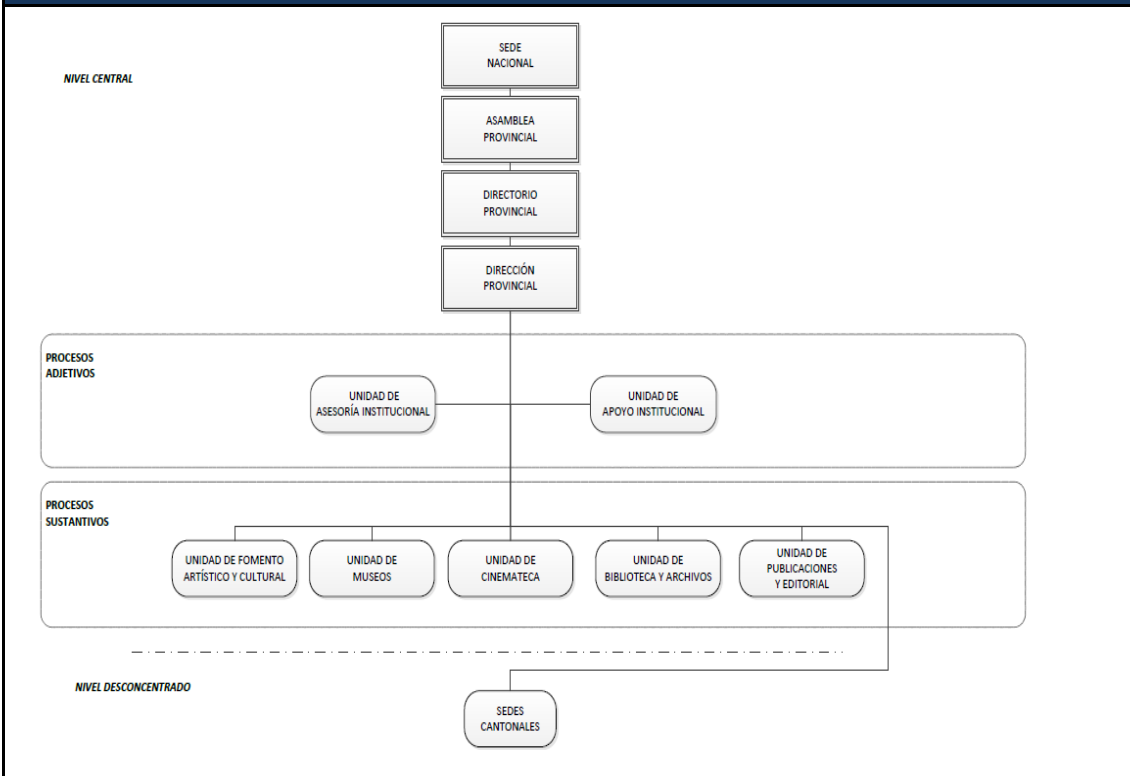 SEDE
NACIONAL
NIVEL CENTRAL
ASAMBLEA
PROVINCIAL
DIRECTORIO
PROVINCIAL
DIRECCIÓN
PROVINCIAL
PROCESOS
ADJETIVOS
UNIDAD DE
ASESORÍA INSTITUCIONAL
UNIDAD DE
APOYO INSTITUCIONAL
PROCESOS
SUSTANTIVOS
UNIDAD DE FOMENTO
ARTÍSTICO Y CULTURAL
UNIDAD DE
MUSEOS
UNIDAD DE
CINEMATECA
UNIDAD DE
BIBLIOTECA Y ARCHIVOS
UNIDAD DE
PUBLICACIONES
Y EDITORIAL
NIVEL DESCONCENTRADO
SEDES
CANTONALES